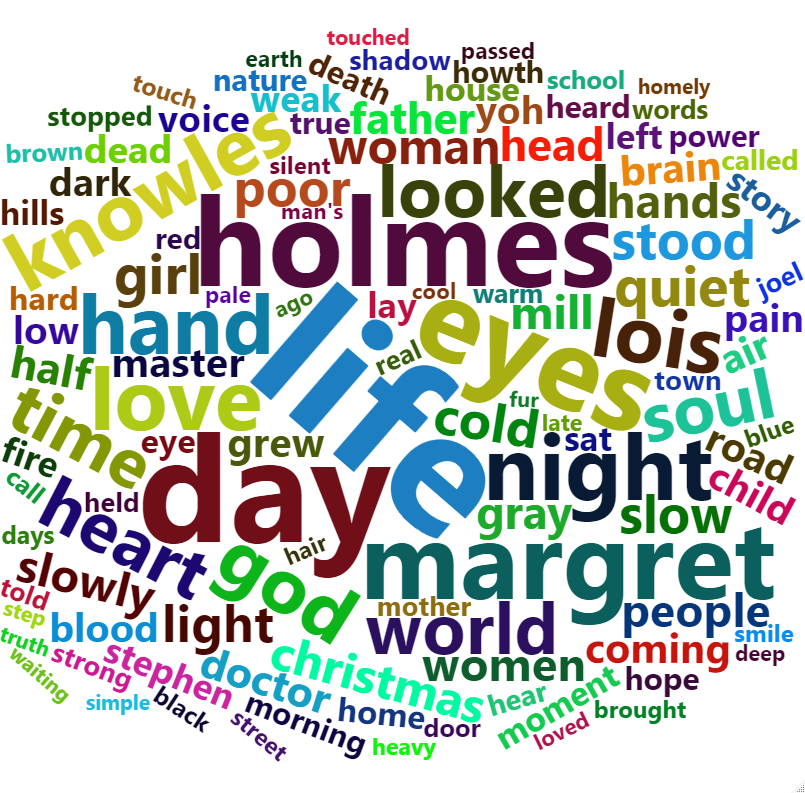 touched
earth
shadow
passed
touch
nature
death
weak
house
howth
school
homely
stopped
voice
true
father
yoh
heard
words
brown
dead
knowles
silent
woman
head
left
power
dark
poor
looked
brain
called
hills
man's
hands
story
red
holmes
stood
girl
pale
ago
cool
warm
quiet
joel
hard
lay
mill
low
hand
life
eyes
lois
pain
half
master
real
town
air
time
love
fur
cold
late
soul
blue
fire
eye
grew
sat
road
call
held
day
night
child
heart
gray
slow
days
hair
margret
slowly
god
told
mother
people
step
blood
light
world
smile
truth
strong
women
coming
deep
waiting
stephen
doctor
christmas
hear
moment
hope
simple
black
morning
home
door
brought
street
heavy
loved